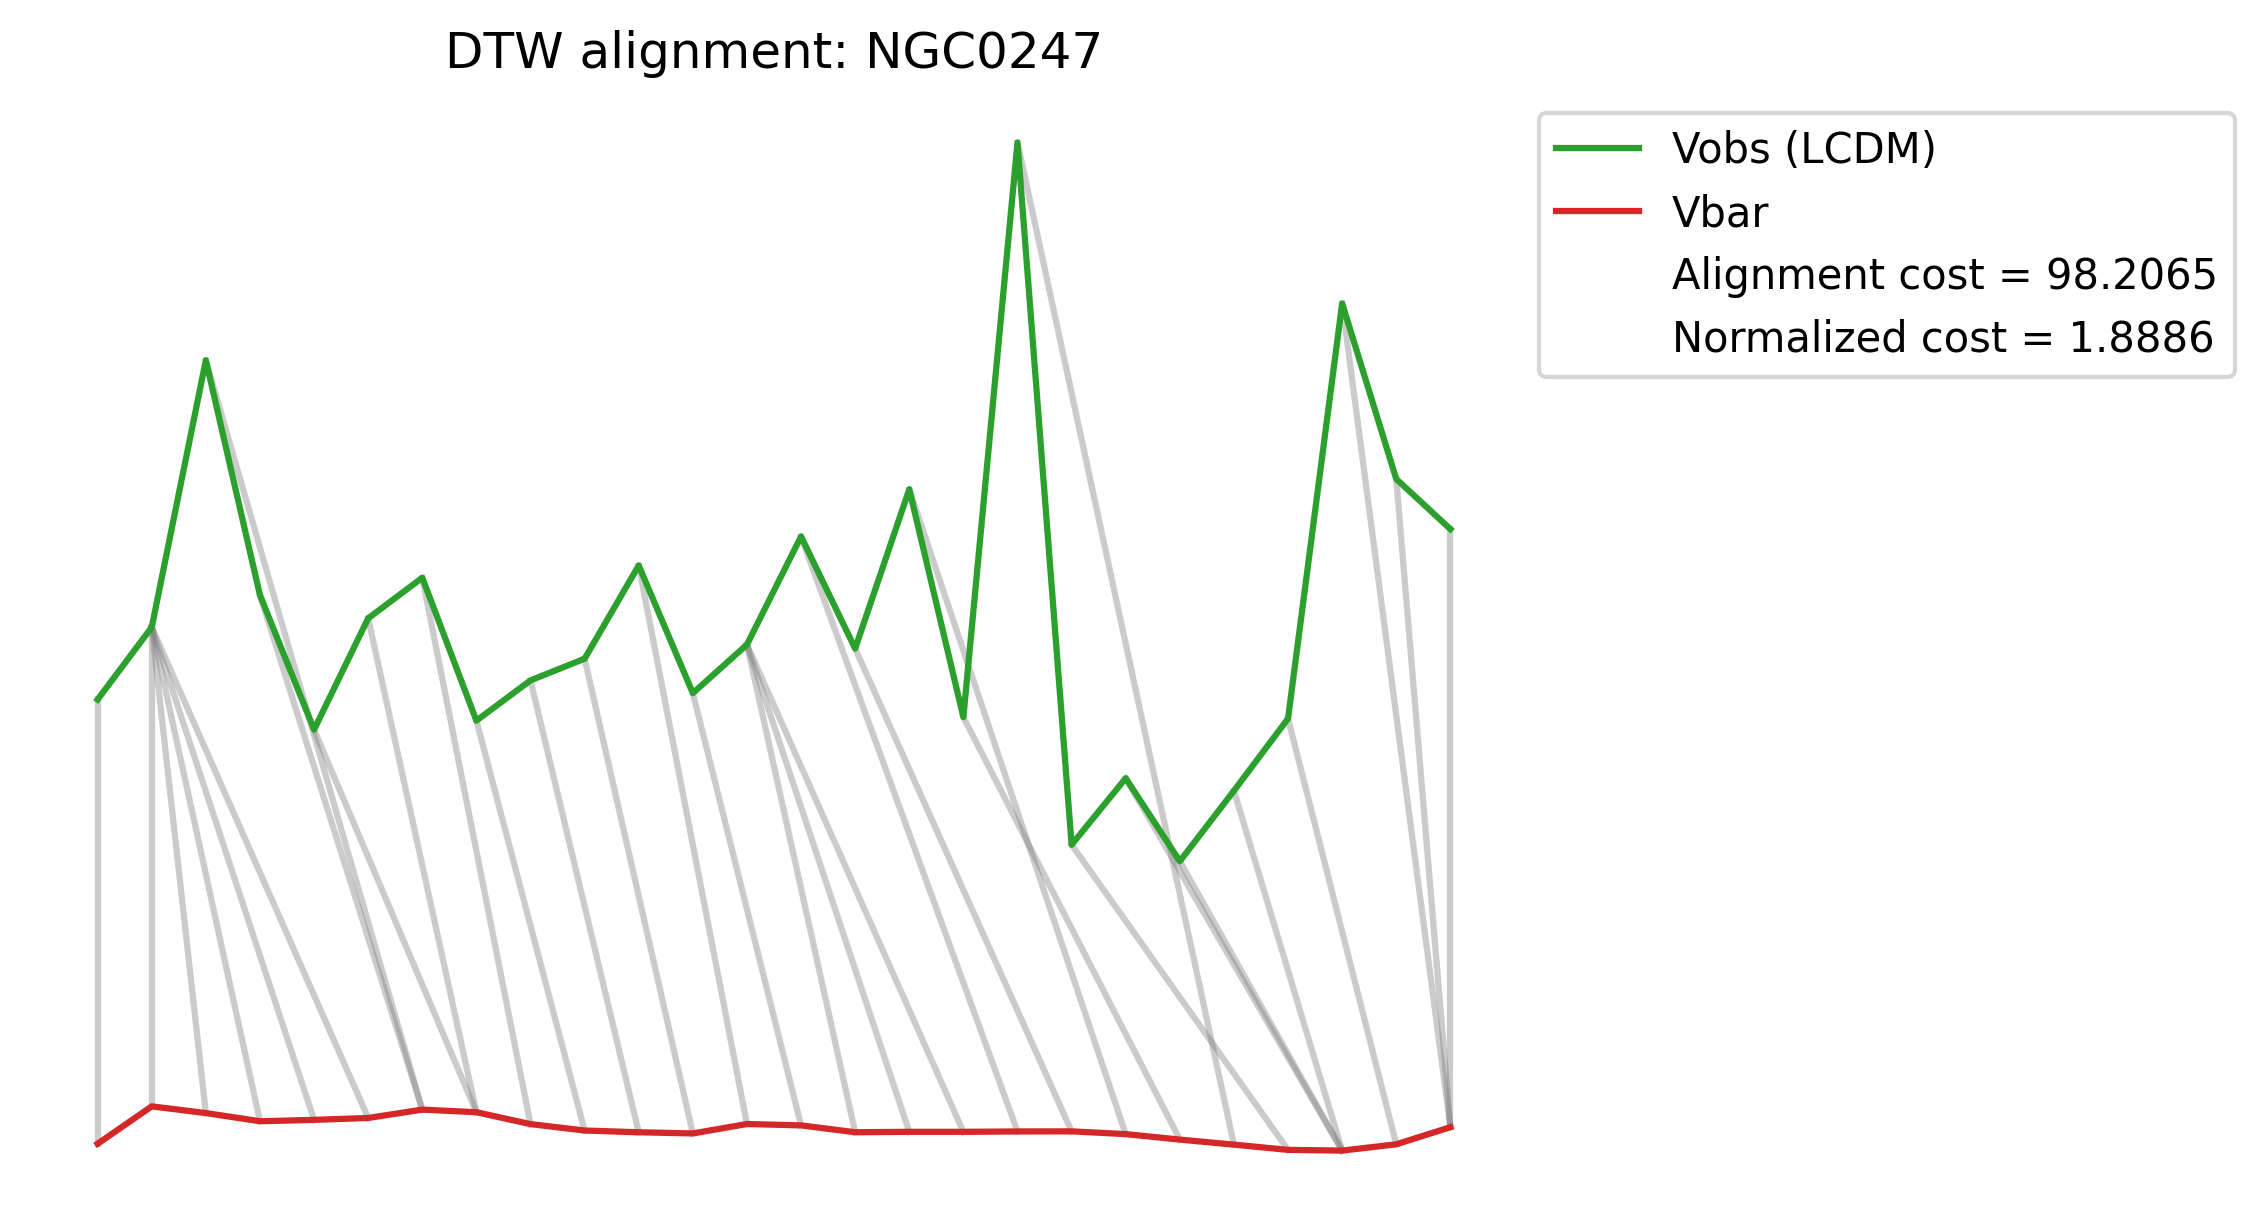 DTW alignment: NGC0247
Vobs (LCDM)
Vbar
Alignment cost = 98.2065
Normalized cost = 1.8886